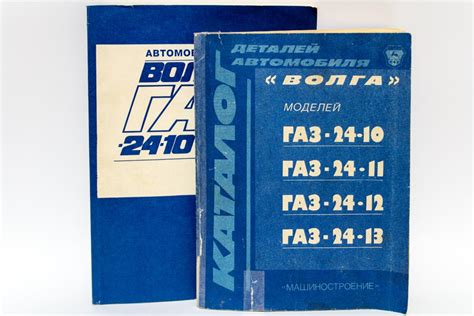 АВТОМОБ
ВОЛ
ГА
-24-10
КАТАЛОГ
ДЕТАЛЕЙ
АВТОМОБИЛЯ
«ВОЛГА»
МОДЕЛЕЙ
ГАЗ-24-10
ГАЗ-24-11
ГАЗ-24-12
ГАЗ-24-13
«МАШИНОСТРОЕНИЕ»